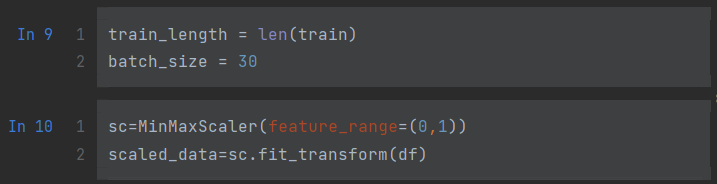 In 9 1 train_length = len(train)
2 batch_size = 30
In 10 1 sc=MinMaxScaler(feature_range=(0,1))
2 scaled_data=sc.fit_transform(df)